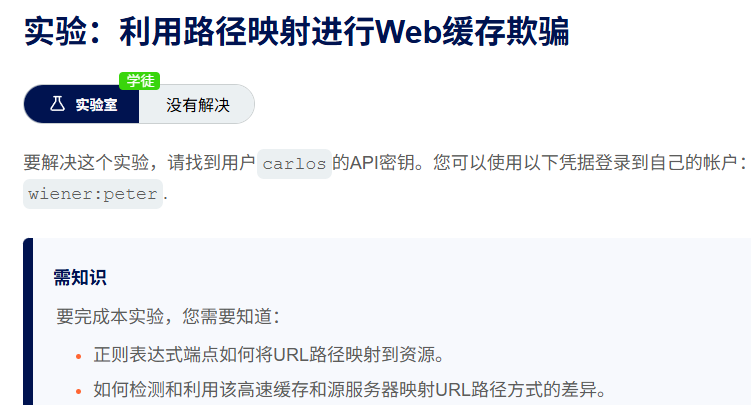 实验：利用路径映射进行Web缓存欺骗
学徒
实验室 没有解决
要解决这个实验，请找到用户carlos的API密钥。您可以使用以下凭据登录到自己的帐户：
wiener:peter.
需知识
要完成本实验，您需要知道：
• 正则表达式端点如何将URL路径映射到资源。
• 如何检测和利用该高速缓存和源服务器映射URL路径方式的差异。